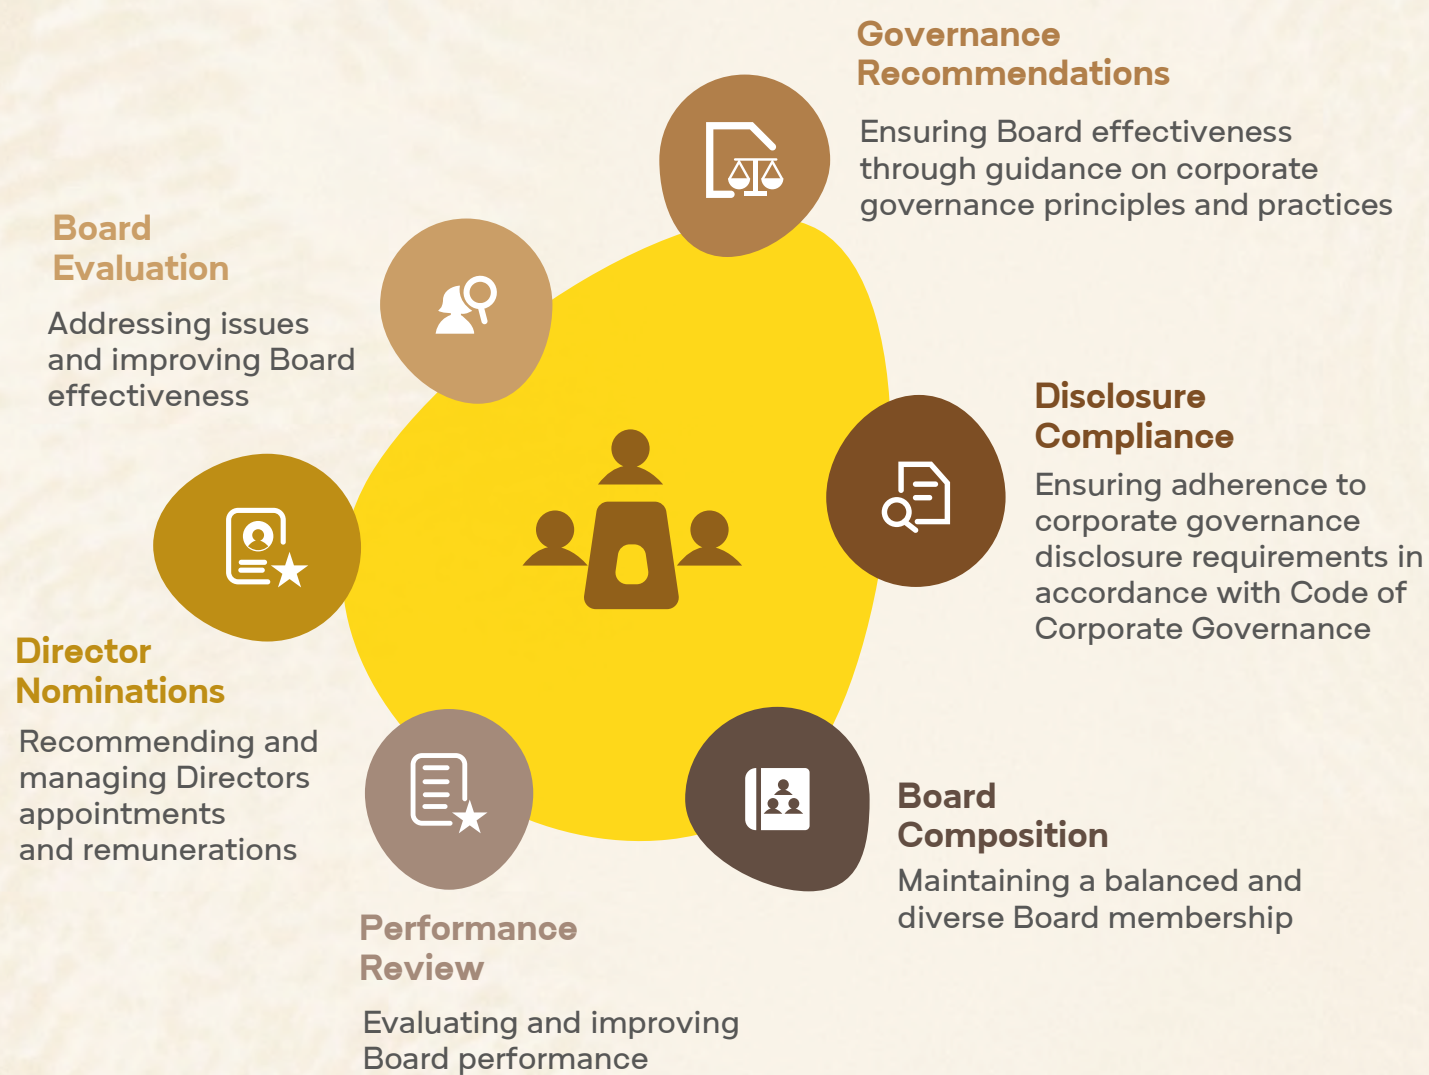 Governance
Recommendations
Ensuring Board effectiveness
through guidance on corporate
governance principles and practices
Disclosure
Compliance
Ensuring adherence to
corporate governance
disclosure requirements in
accordance with Code of
Corporate Governance
Board
Composition
Maintaining a balanced and
diverse Board membership
Performance
Review
Evaluating and improving
Board performance
Director
Nominations
Recommending and
managing Directors
appointments
and remunerations
Board
Evaluation
Addressing issues
and improving Board
effectiveness